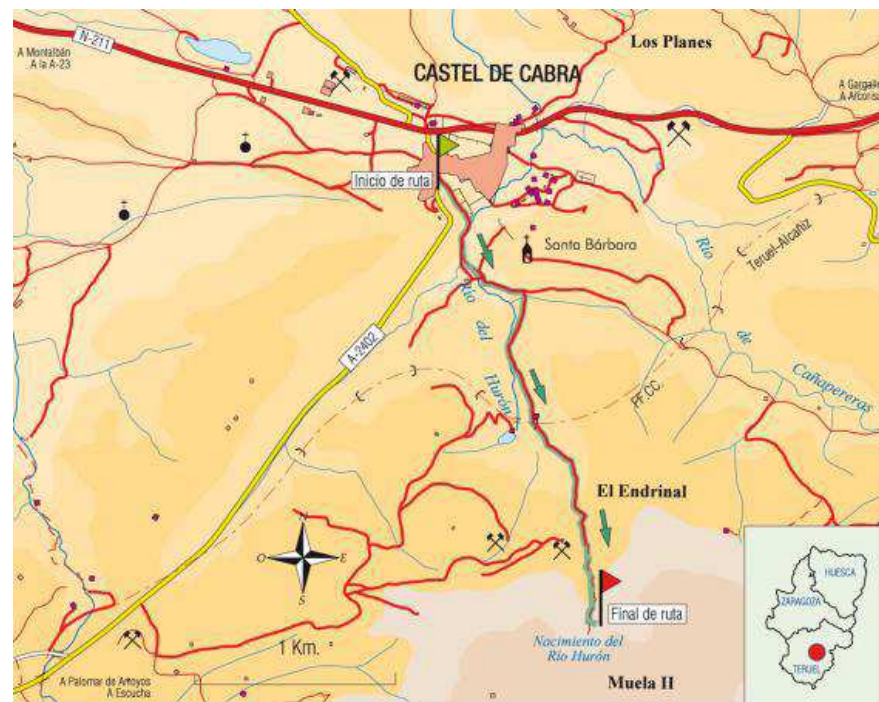 N-211
Los Planes
A Montalbán
A la A-23
CASTEL DE CABRA
A Gargallo
A Alcorisa
Inicio de ruta
Santa Bárbara
Río
de
Cañapereras
Teruel-Alcañiz
Río
del
Hurón
A-2402
FF.CC.
El Endrinal
N
O
E
S
HUESCA
ZARAGOZA
TERUEL
Final de ruta
1 Km.
Nacimiento del
Río Hurón
A Palomar de Arroyos
A Escucha
Muela II